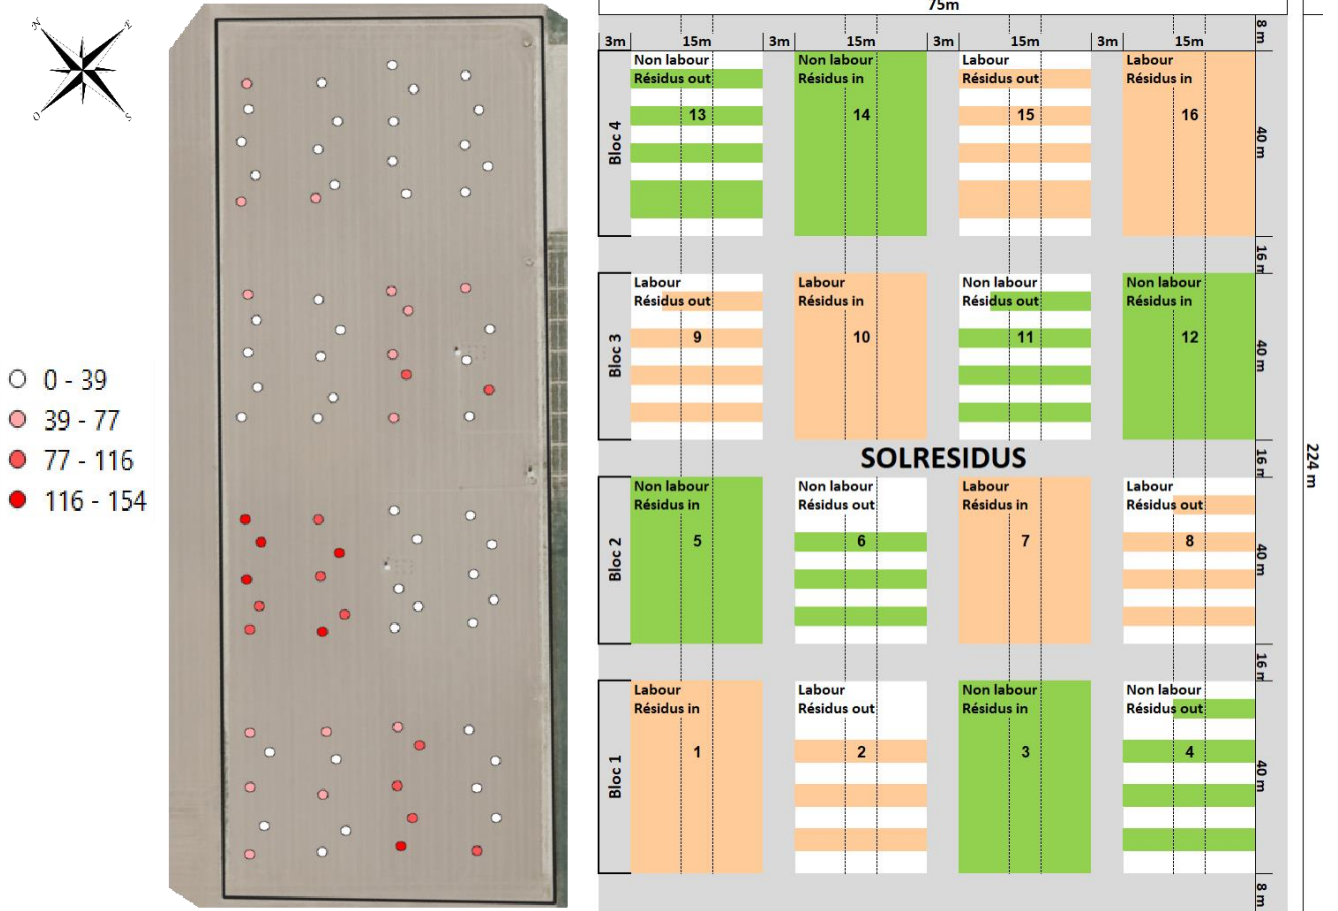 N
E
O
S
0 - 39
39 - 77
77 - 116
116 - 154
75m
3m 15m 3m 15m 3m 15m 3m 15m
8 m
Bloc 4
Non labour
Résidus out
13
Non labour
Résidus in
14
Labour
Résidus out
15
Labour
Résidus in
16
40 m
16 m
Bloc 3
Labour
Résidus out
9
Labour
Résidus in
10
Non labour
Résidus out
11
Non labour
Résidus in
12
40 m
SOLRESIDUS
16 m
224 m
Bloc 2
Non labour
Résidus in
5
Non labour
Résidus out
6
Labour
Résidus in
7
Labour
Résidus out
8
40 m
16 m
Bloc 1
Labour
Résidus in
1
Labour
Résidus out
2
Non labour
Résidus in
3
Non labour
Résidus out
4
40 m
8 m